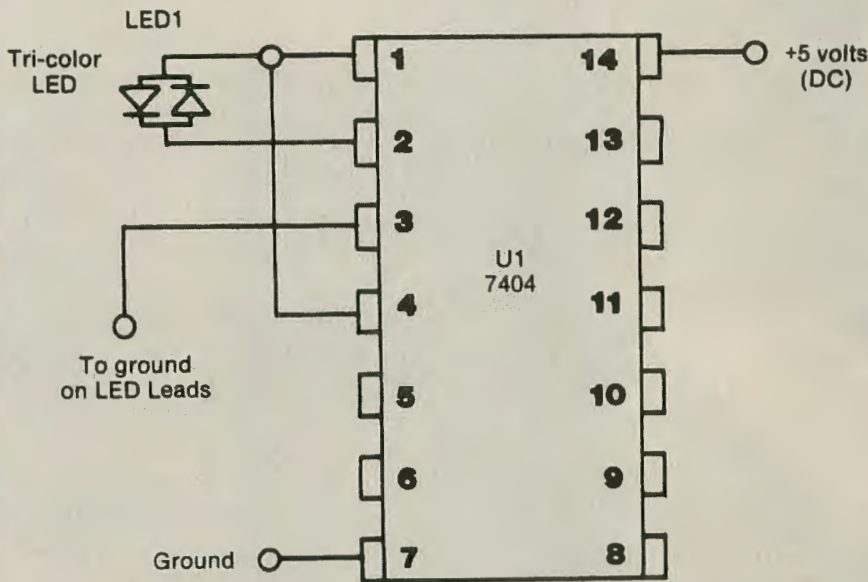 LED1
Tri-color
LED
+5 volts
(DC)
1
14
2
13
3
12
U1
7404
4
11
To ground
on LED Leads
5
10
6
9
Ground
7
8